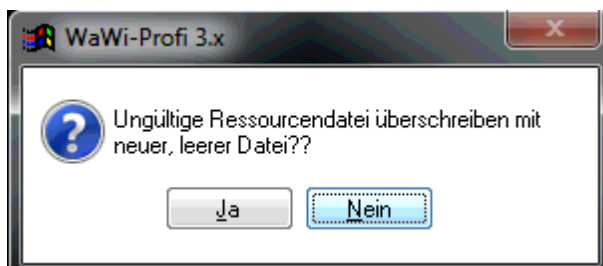 WaWi-Profi 3.x
Ungültige Ressourcendatei überschreiben mit
neuer, leerer Datei??
Ja
Nein